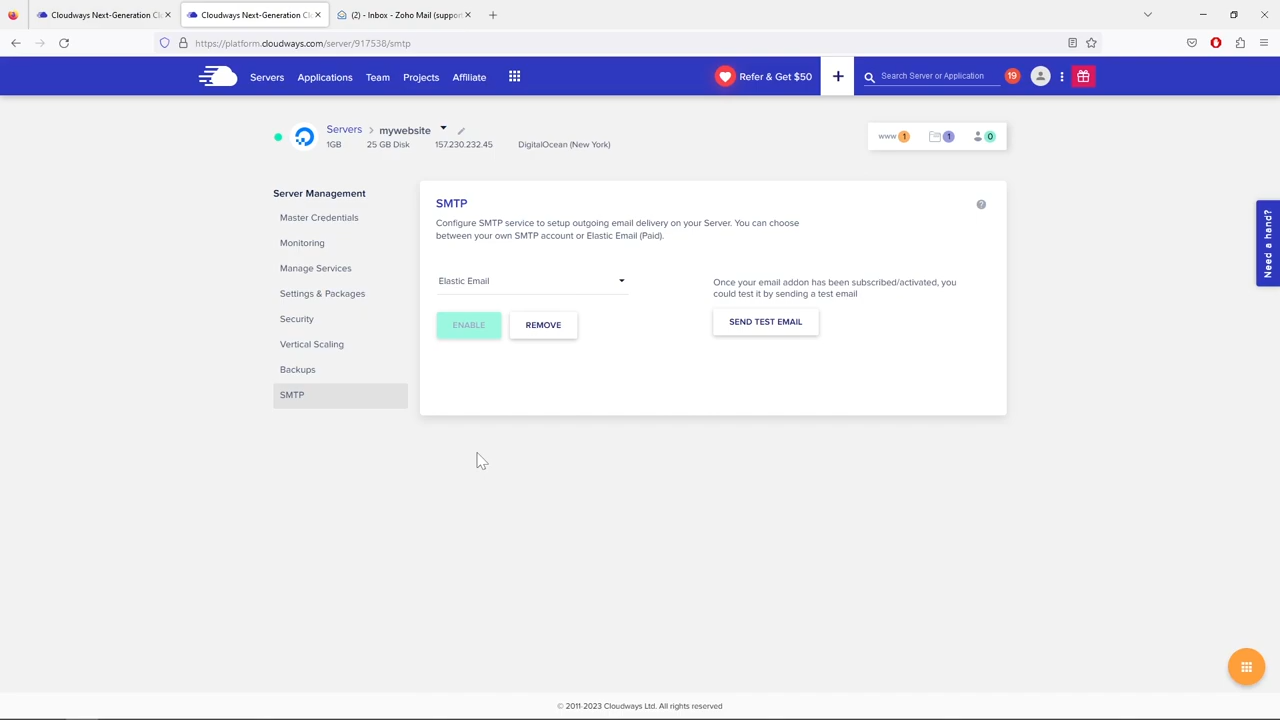 Cloudways Next-Generation Cl
Cloudways Next-Generation Cl
(2) - Inbox - Zoho Mail (suppor
https://platform.cloudways.com/server/917538/smtp
Servers
Applications
Team
Projects
Affiliate
Refer & Get $50
+
Search Server or Application
19
Servers > mywebsite
1GB
25 GB Disk
157.230.232.45
DigitalOcean (New York)
www 1
1
0
Server Management
Master Credentials
Monitoring
Manage Services
Settings & Packages
Security
Vertical Scaling
Backups
SMTP
SMTP
Configure SMTP service to setup outgoing email delivery on your Server. You can choose
between your own SMTP account or Elastic Email (Paid).
Elastic Email
ENABLE
REMOVE
Once your email addon has been subscribed/activated, you
could test it by sending a test email
SEND TEST EMAIL
Need a hand?
© 2011-2023 Cloudways Ltd. All rights reserved